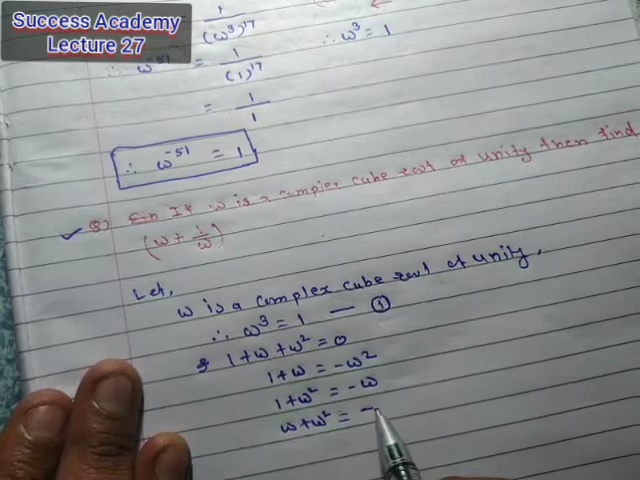 Success Academy
Lecture 27
1
(ω³)¹⁷
∴ ω³ = 1
∴ ω⁻⁵¹ = 1/(1)¹⁷
= 1/1
∴ ω⁻⁵¹ = 1
8) If ω is a complex cube root of unity then find
(ω + 1/ω)
Let,
ω is a complex cube root of unity.
∴ ω³ = 1 — ①
& 1+ω+ω² = 0
1+ω = -ω²
1+ω² = -ω
ω+ω² = -